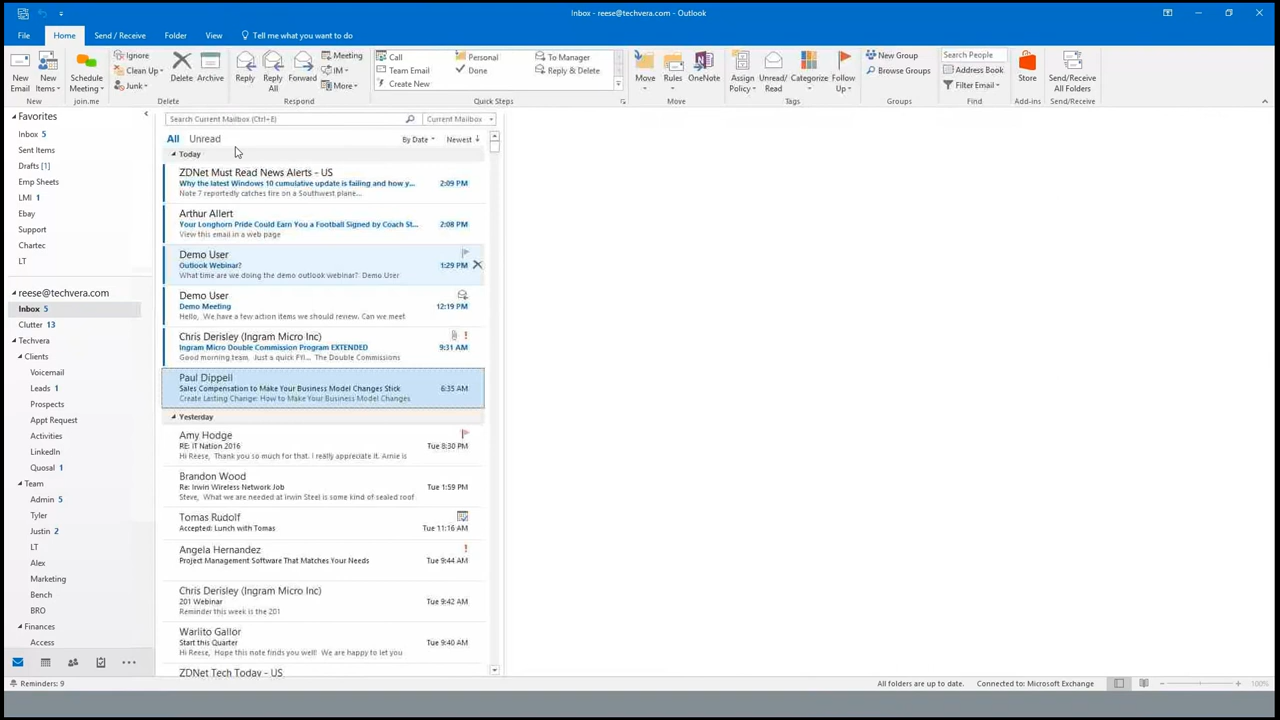 Inbox - reese@techvera.com - Outlook
File Home Send / Receive Folder View Tell me what you want to do
New Email
New Items
New
Schedule Meeting
join.me
Ignore
Clean Up
Junk
Delete
Archive
Delete
Reply
Reply All
Forward
Meeting
IM
More
Respond
Call
Team Email
Create New
Personal
Done
To Manager
Reply & Delete
Quick Steps
Move
Rules
OneNote
Move
Assign Policy
Unread/ Read
Categorize
Follow Up
Tags
New Group
Browse Groups
Groups
Search People
Address Book
Filter Email
Find
Store
Add-ins
Send/Receive All Folders
Send/Receive
Favorites
Inbox 5
Sent Items
Drafts [1]
Emp Sheets
LMI 1
Ebay
Support
Chartec
LT
reese@techvera.com
Inbox 5
Clutter 13
Techvera
Clients
Voicemail
Leads 1
Prospects
Appt Request
Activities
LinkedIn
Quosal 1
Team
Admin 5
Tyler
Justin 2
LT
Alex
Marketing
Bench
BRO
Finances
Access
Search Current Mailbox (Ctrl+E)
Current Mailbox
All Unread By Date Newest
Today
ZDNet Must Read News Alerts - US
Why the latest Windows 10 cumulative update is failing and how y... 2:09 PM
Note 7 reportedly catches fire on a Southwest plane...
Arthur Allert
Your Longhorn Pride Could Earn You a Football Signed by Coach St... 2:08 PM
View this email in a web page
Demo User
Outlook Webinar? 1:29 PM
What time are we doing the demo outlook webinar? Demo User
Demo User
Demo Meeting 12:19 PM
Hello, We have a few action items we should review. Can we meet
Chris Derisley (Ingram Micro Inc)
Ingram Micro Double Commission Program EXTENDED 9:31 AM
Good morning team, Just a quick FYI... The Double Commissions
Paul Dippell
Sales Compensation to Make Your Business Model Changes Stick 6:35 AM
Create Lasting Change: How to Make Your Business Model Changes
Yesterday
Amy Hodge
RE: IT Nation 2016 Tue 8:30 PM
Hi Reese, Thank you so much for that. I really appreciate it. Arnie is
Brandon Wood
Re: Irwin Wireless Network Job Tue 1:59 PM
Steve, What we are needed at Irwin Steel is some kind of sealed roof
Tomas Rudolf
Accepted: Lunch with Tomas Tue 11:16 AM
Angela Hernandez
Project Management Software That Matches Your Needs Tue 9:44 AM
Chris Derisley (Ingram Micro Inc)
201 Webinar Tue 9:42 AM
Reminder this week is the 201
Warlito Gallor
Start this Quarter Tue 9:40 AM
Hi Reese, Hope this note finds you well! We are happy to let you
ZDNet Tech Today - US
Reminders: 9
All folders are up to date. Connected to: Microsoft Exchange 100%